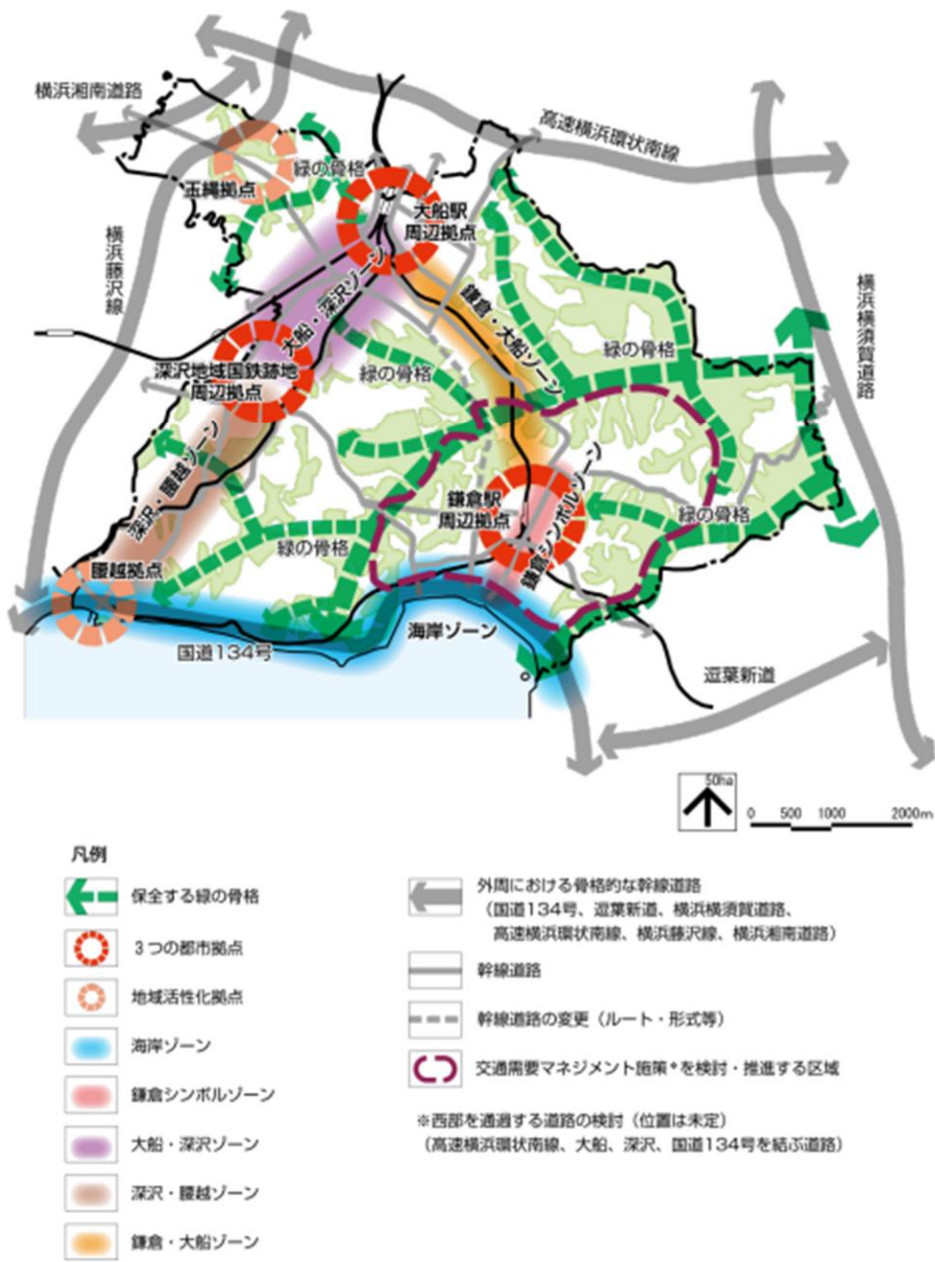 横浜湘南道路
高速横浜環状南線
緑の骨格
玉縄拠点
大船駅
周辺拠点
横浜藤沢線
横浜横須賀道路
大船・深沢ゾーン
鎌倉・大船ゾーン
緑の骨格
深沢地域国鉄跡地
周辺拠点
緑の骨格
深沢・腰越ゾーン
鎌倉駅
周辺拠点
鎌倉シンボルゾーン
緑の骨格
緑の骨格
腰越拠点
海岸ゾーン
国道134号
逗葉新道
50ha
0 500 1000 2000m
凡例
保全する緑の骨格
3つの都市拠点
地域活性化拠点
海岸ゾーン
鎌倉シンボルゾーン
大船・深沢ゾーン
深沢・腰越ゾーン
鎌倉・大船ゾーン
外周における骨格的な幹線道路
(国道134号、逗葉新道、横浜横須賀道路、
高速横浜環状南線、横浜藤沢線、横浜湘南道路)
幹線道路
幹線道路の変更(ルート・形式等)
交通需要マネジメント施策*を検討・推進する区域
※西部を通過する道路の検討(位置は未定)
(高速横浜環状南線、大船、深沢、国道134号を結ぶ道路)